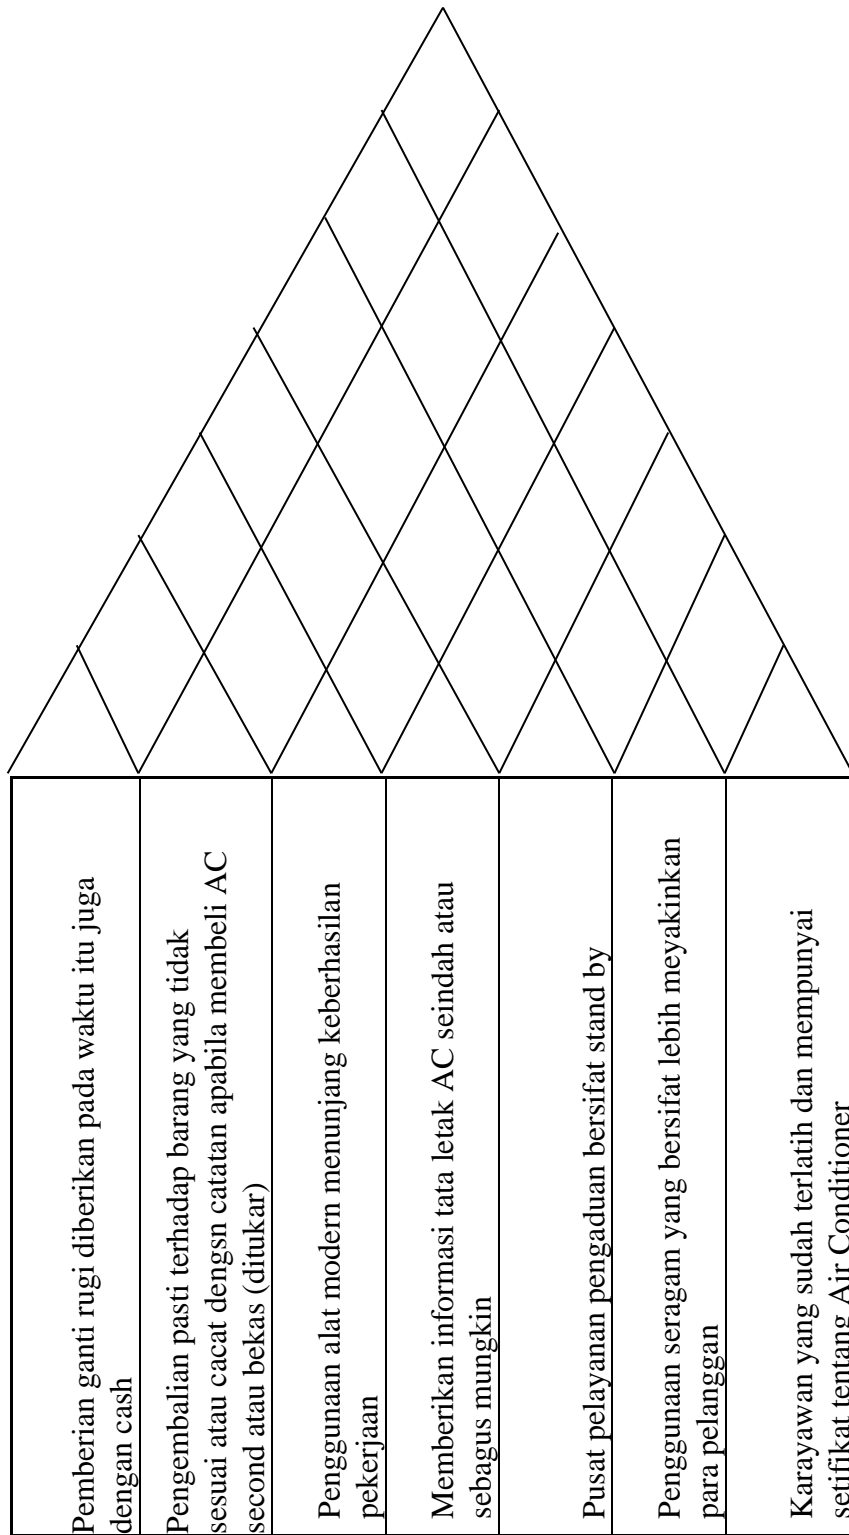 Pemberian ganti rugi diberikan pada waktu itu juga
dengan cash
Pengembalian pasti terhadap barang yang tidak
sesuai atau cacat dengsn catatan apabila membeli AC
second atau bekas (ditukar)
Penggunaan alat modern menunjang keberhasilan
pekerjaan
Memberikan informasi tata letak AC seindah atau
sebagus mungkin
Pusat pelayanan pengaduan bersifat stand by
Penggunaan seragam yang bersifat lebih meyakinkan
para pelanggan
Karayawan yang sudah terlatih dan mempunyai
setifikat tentang Air Conditioner